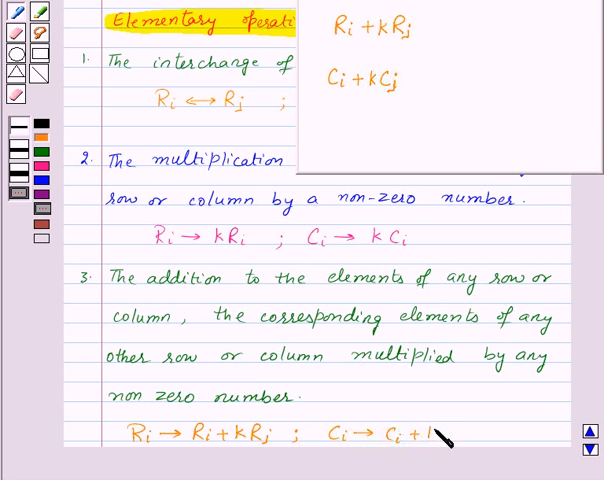 Elementary operati
Ri + kRj
Ci + kCj
1. The interchange of
Ri ↔ Rj ;
2. The multiplication
row or column by a non-zero number.
Ri → kRi ; Ci → kCi
3. The addition to the elements of any row or
column, the corresponding elements of any
other row or column multiplied by any
non zero number.
Ri → Ri + kRj ; Ci → Ci +